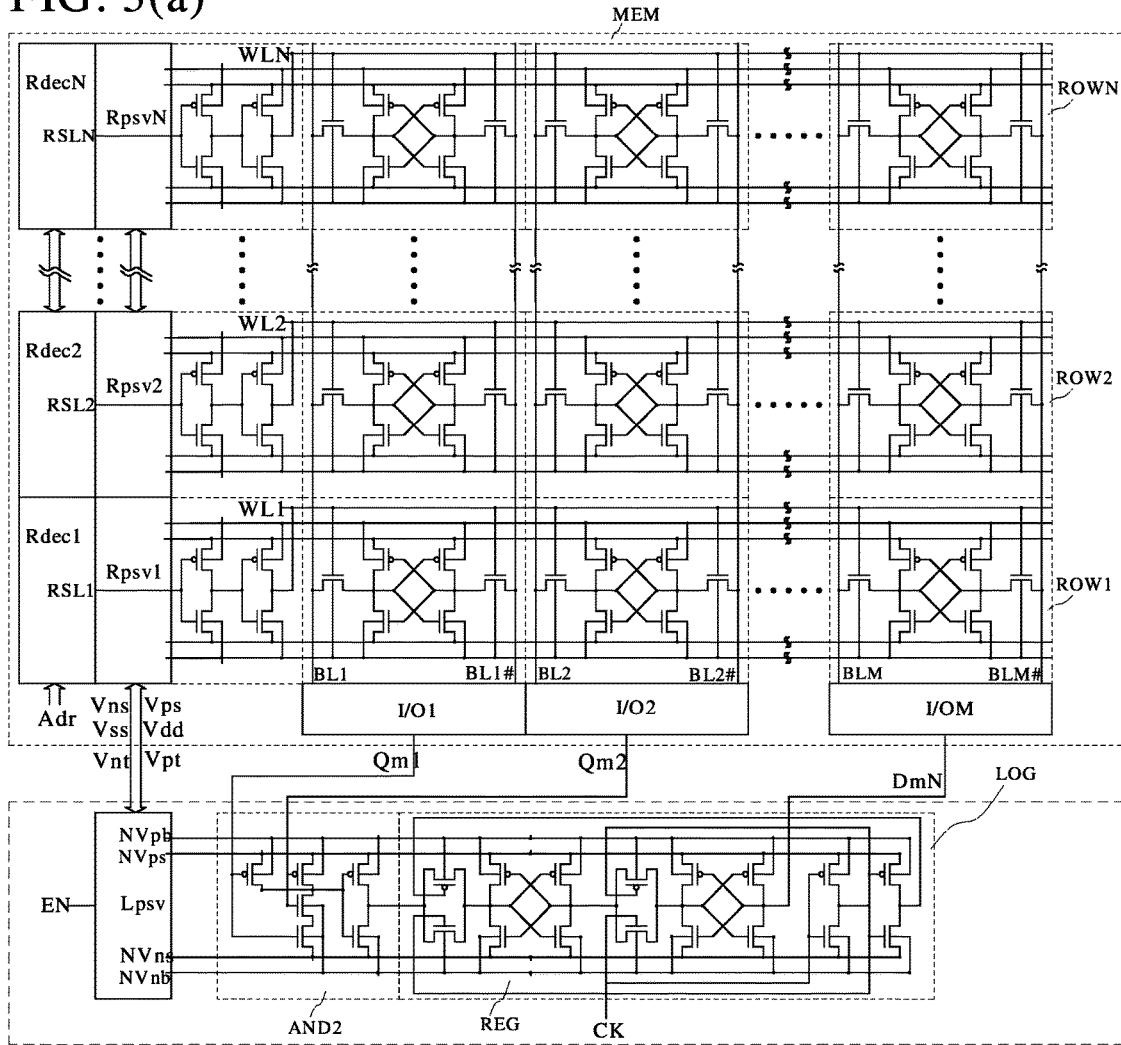 FIG. 3(a)
MEM
WLN
RdecN
RpsvN
RSLN
ROWN
WL2
Rdec2
Rpsv2
RSL2
ROW2
WL1
Rdec1
Rpsv1
RSL1
ROW1
BL1 BL1# BL2 BL2# BLM BLM#
Adr
Vns Vps
Vss Vdd
Vnt Vpt
I/O1 I/O2 I/OM
Qm1 Qm2 DmN
LOG
NVpb
NVps
EN
Lpsv
NVns
NVnb
AND2
REG
CK